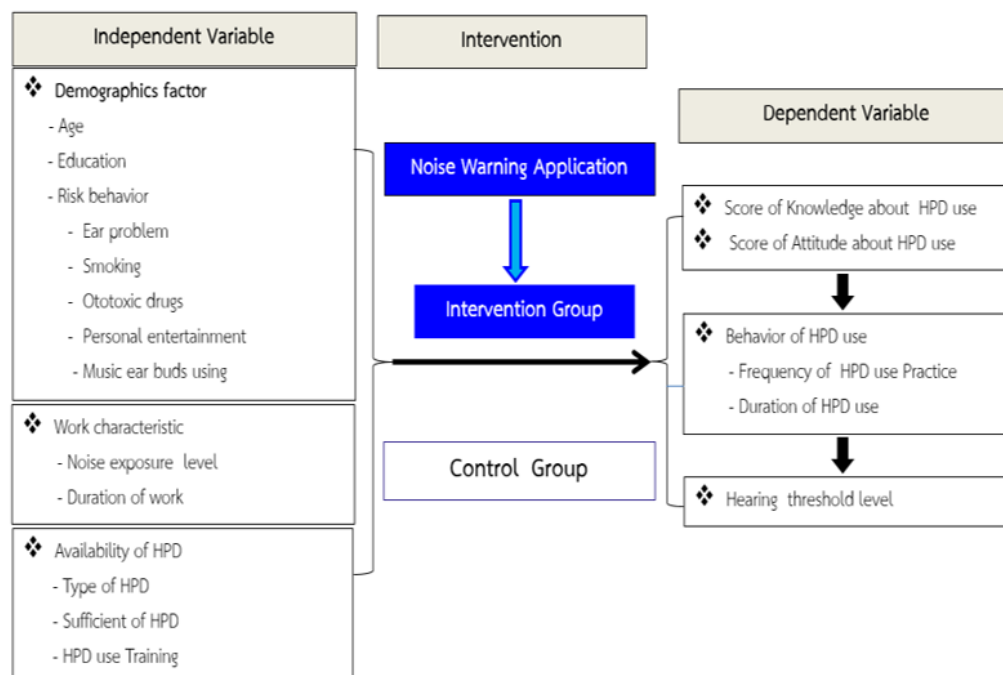 Independent Variable
❖ Demographics factor
- Age
- Education
- Risk behavior
- Ear problem
- Smoking
- Ototoxic drugs
- Personal entertainment
- Music ear buds using
❖ Work characteristic
- Noise exposure level
- Duration of work
❖ Availability of HPD
- Type of HPD
- Sufficient of HPD
- HPD use Training
Intervention
Noise Warning Application
Intervention Group
Control Group
Dependent Variable
❖ Score of Knowledge about HPD use
❖ Score of Attitude about HPD use
❖ Behavior of HPD use
- Frequency of HPD use Practice
- Duration of HPD use
❖ Hearing threshold level